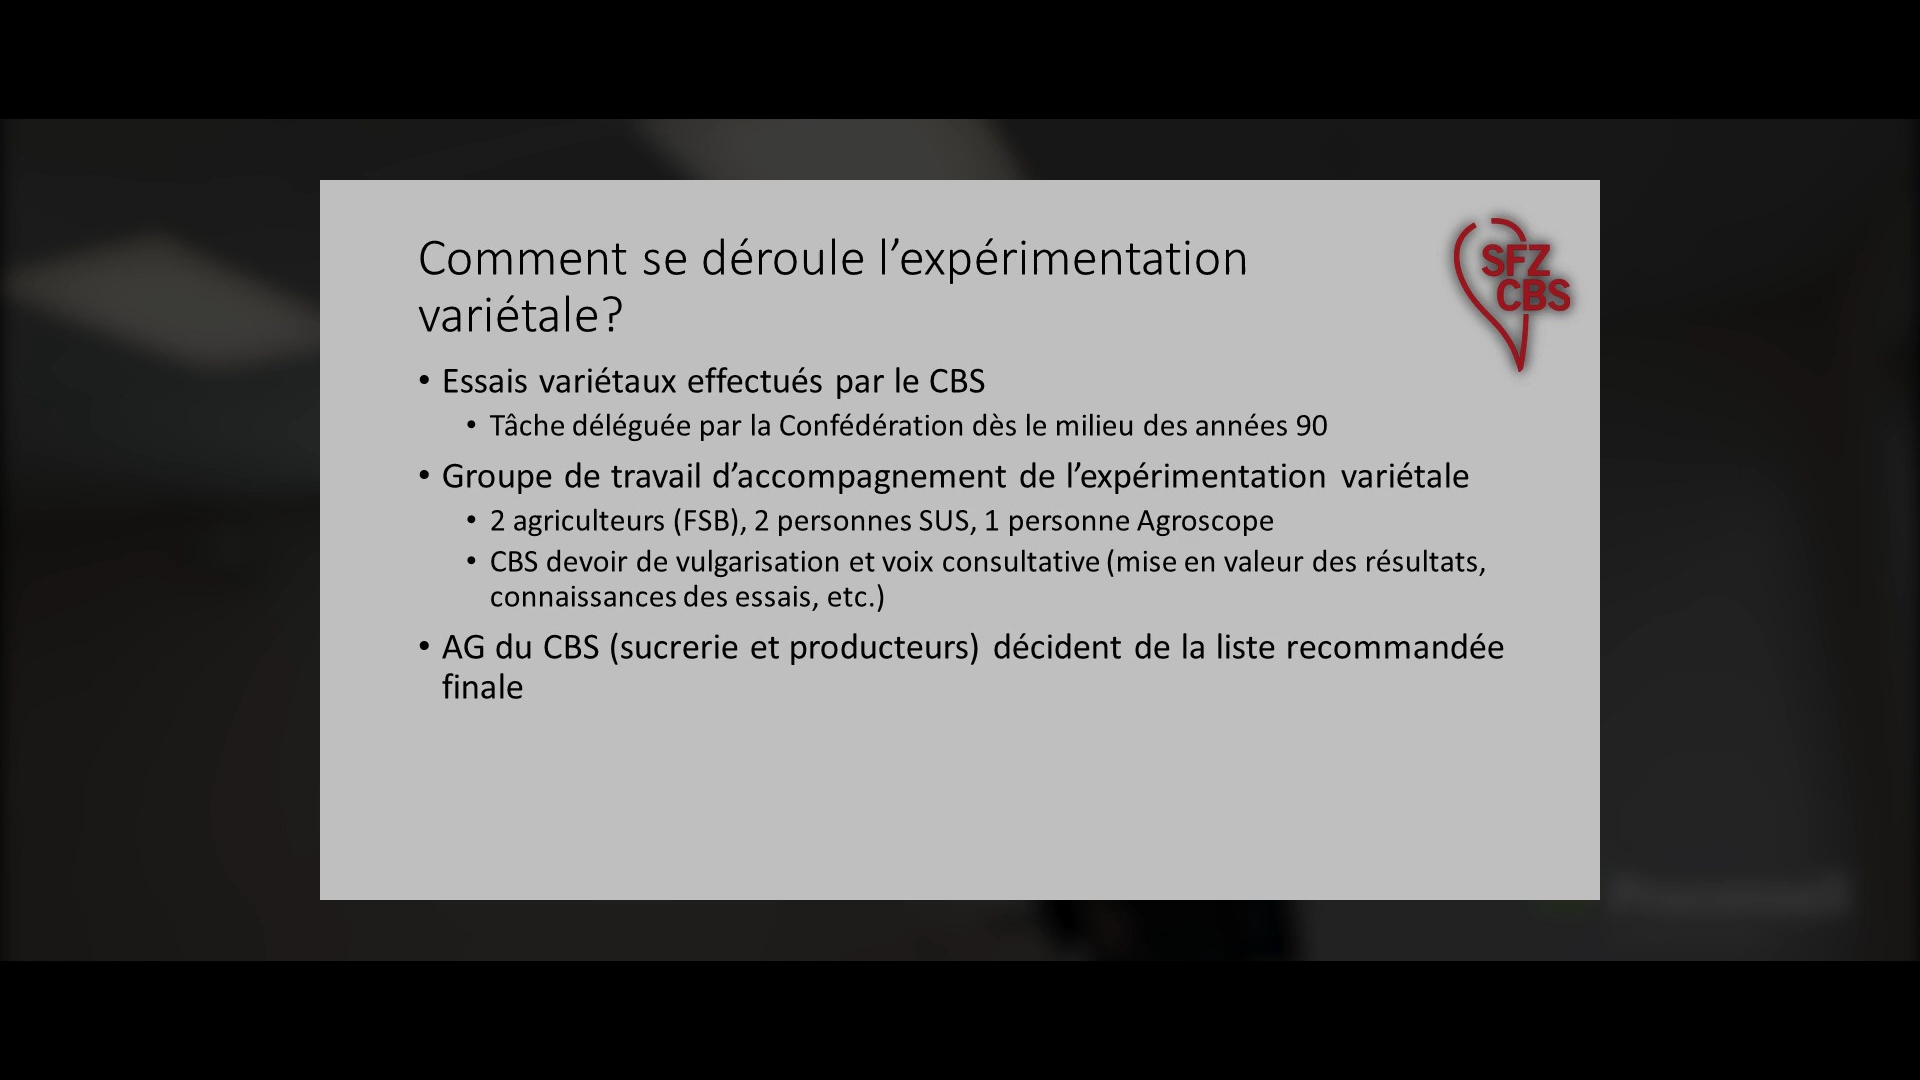 Comment se déroule l’expérimentation
variétale?
SFZ
CBS
• Essais variétaux effectués par le CBS
• Tâche déléguée par la Confédération dès le milieu des années 90
• Groupe de travail d’accompagnement de l’expérimentation variétale
• 2 agriculteurs (FSB), 2 personnes SUS, 1 personne Agroscope
• CBS devoir de vulgarisation et voix consultative (mise en valeur des résultats,
connaissances des essais, etc.)
• AG du CBS (sucrerie et producteurs) décident de la liste recommandée
finale